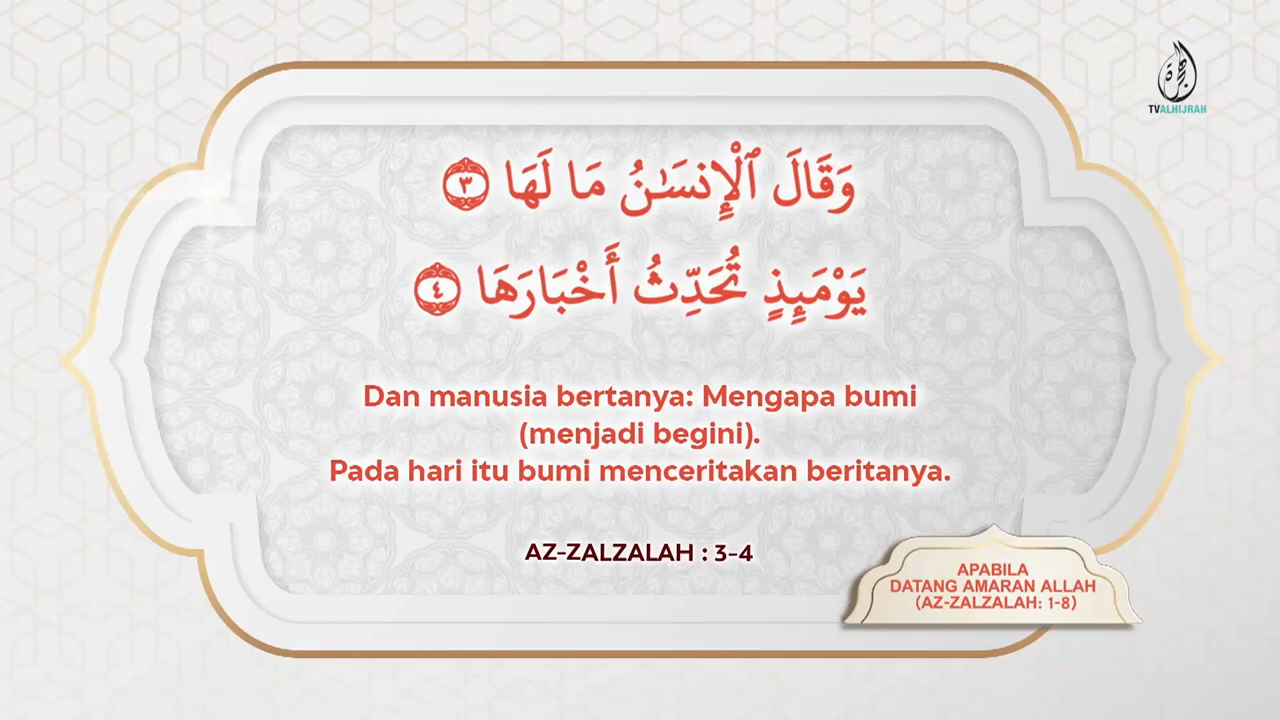 هجرة
TVALHIJRAH
وَقَالَ ٱلْإِنسَـٰنُ مَا لَهَا ٣
يَوْمَئِذٍ تُحَدِّثُ أَخْبَارَهَا ٤
Dan manusia bertanya: Mengapa bumi
(menjadi begini).
Pada hari itu bumi menceritakan beritanya.
AZ-ZALZALAH : 3-4
APABILA
DATANG AMARAN ALLAH
(AZ-ZALZALAH: 1-8)